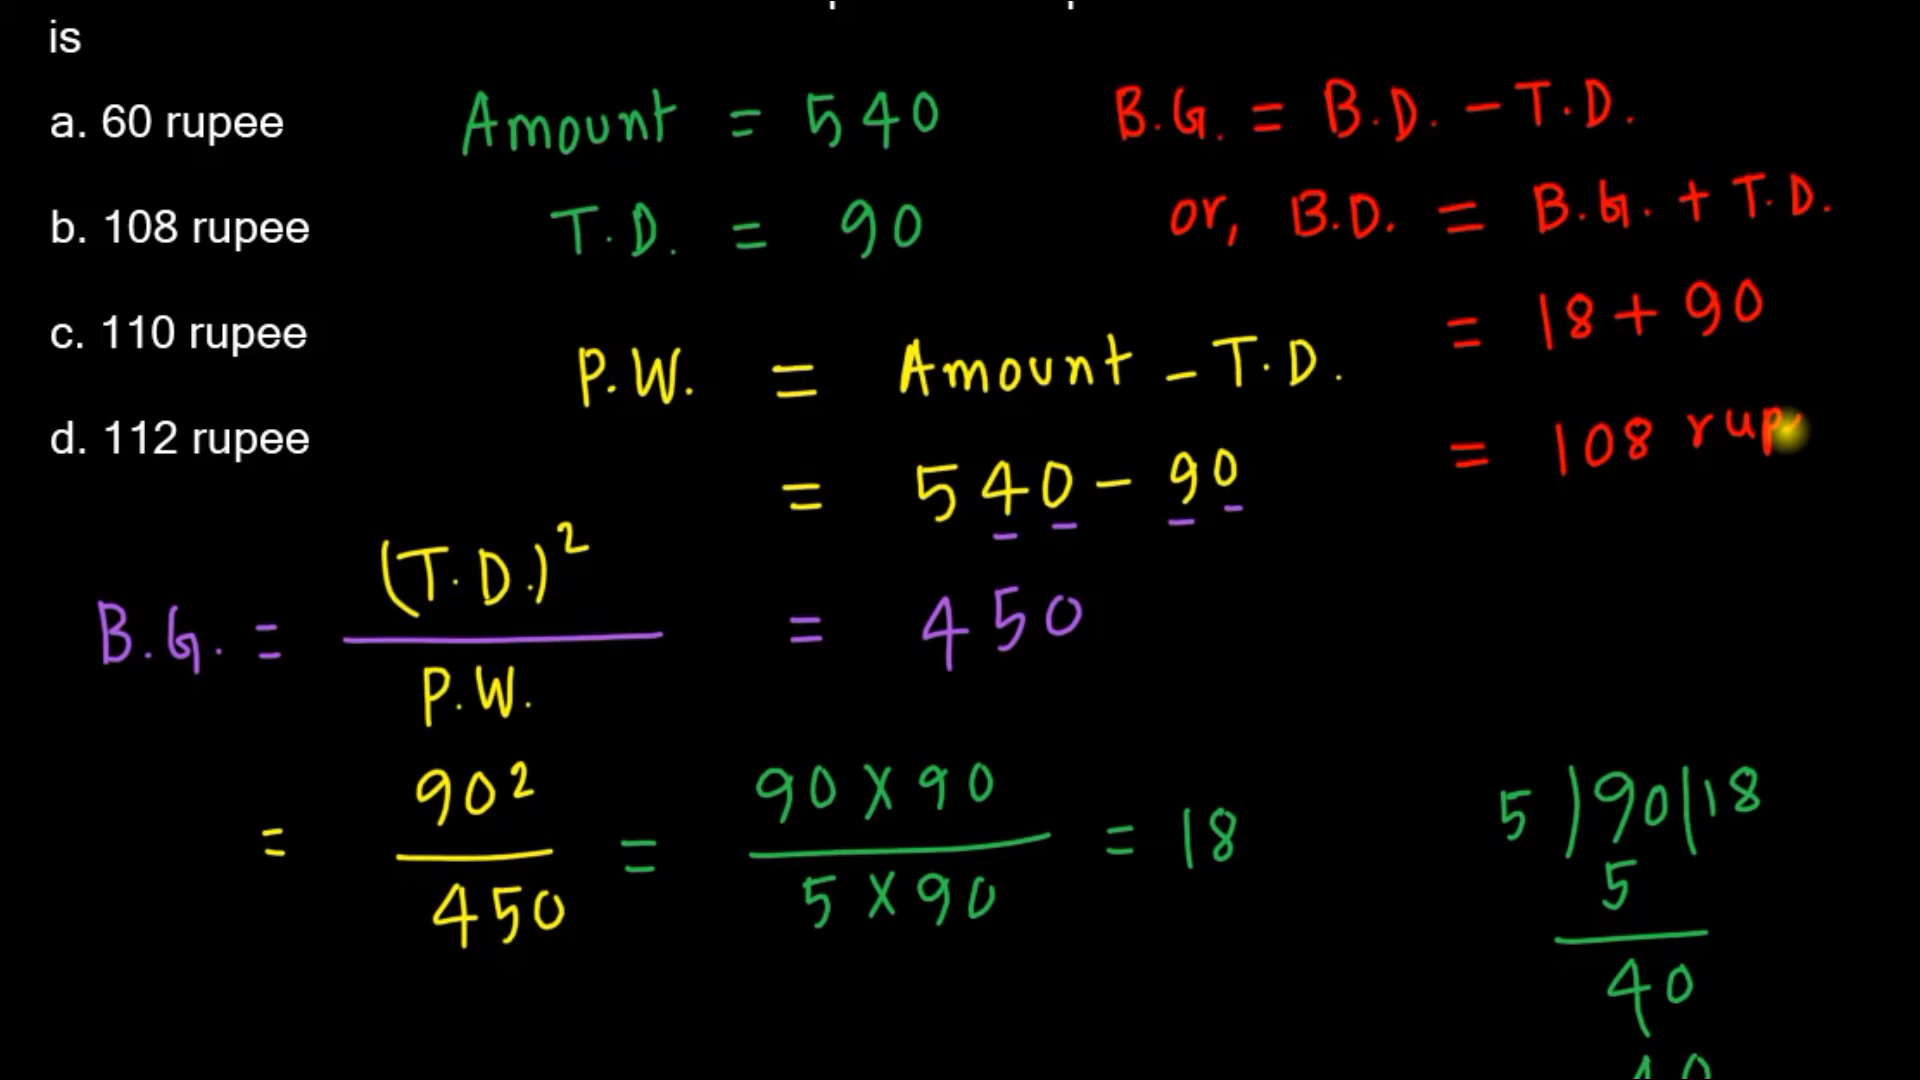 is
a. 60 rupee
b. 108 rupee
c. 110 rupee
d. 112 rupee
Amount = 540
T.D. = 90
P.W. = Amount - T.D.
= 540 - 90
= 450
B.G. = B.D. - T.D.
or, B.D. = B.G. + T.D.
= 18 + 90
= 108 rup
B.G. = (T.D.)²
P.W.
= 90²
450
= 90 X 90
5 X 90
= 18
5 ) 90 ( 18
5
40
40